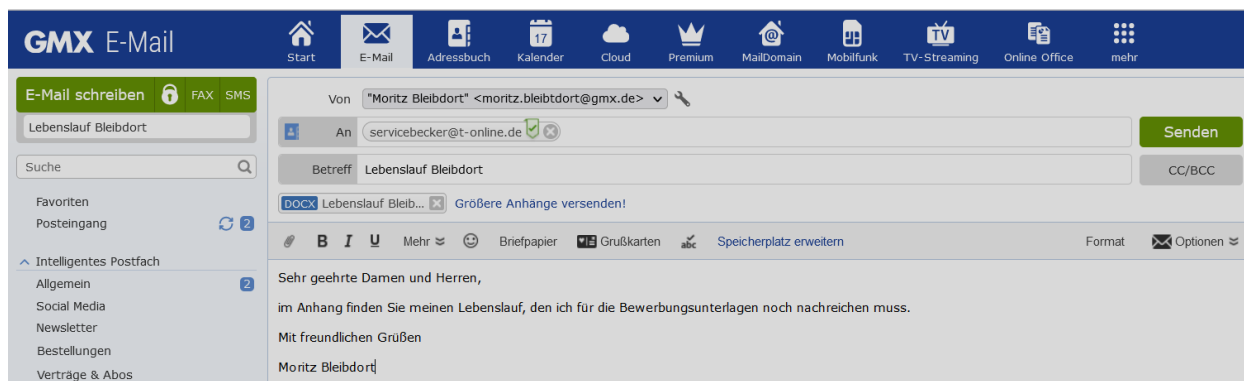 GMX E-Mail
Start
E-Mail
Adressbuch
17
Kalender
Cloud
Premium
@
MailDomain
Mobilfunk
TV
TV-Streaming
Online Office
mehr
E-Mail schreiben FAX SMS
Lebenslauf Bleibdort
Suche
Favoriten
Posteingang 2
Intelligentes Postfach
Allgemein 2
Social Media
Newsletter
Bestellungen
Verträge & Abos
Von "Moritz Bleibdort" <moritz.bleibtdort@gmx.de>
An servicebecker@t-online.de Senden
Betreff Lebenslauf Bleibdort CC/BCC
DOCX Lebenslauf Bleib... Größere Anhänge versenden!
B I U Mehr Briefpapier Grußkarten abc Speicherplatz erweitern Format Optionen
Sehr geehrte Damen und Herren,
im Anhang finden Sie meinen Lebenslauf, den ich für die Bewerbungsunterlagen noch nachreichen muss.
Mit freundlichen Grüßen
Moritz Bleibdort